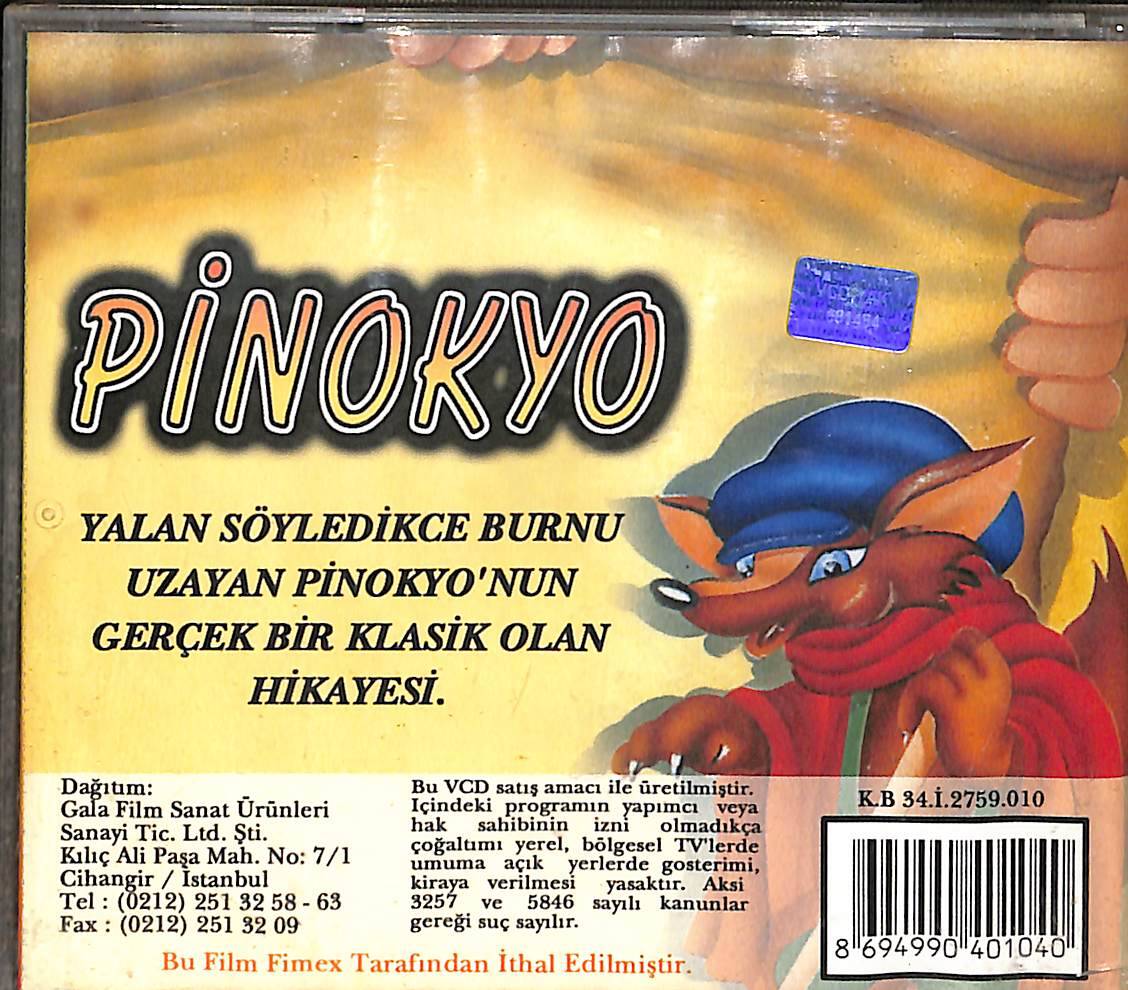 PİNOKYO
YALAN SÖYLEDİKCE BURNU
UZAYAN PİNOKYO'NUN
GERÇEK BİR KLASİK OLAN
HİKAYESİ.
Dağıtım:
Gala Film Sanat Ürünleri
Sanayi Tic. Ltd. Şti.
Kılıç Ali Paşa Mah. No: 7/1
Cihangir / İstanbul
Tel : (0212) 251 32 58 - 63
Fax : (0212) 251 32 09
Bu VCD satış amacı ile üretilmiştir.
Içindeki programın yapımcı veya
hak sahibinin izni olmadıkça
çoğaltımı yerel, bölgesel TV'lerde
umuma açık yerlerde gosterimi,
kiraya verilmesi yasaktır. Aksi
3257 ve 5846 sayılı kanunlar
gereği suç sayılır.
K.B 34.İ.2759.010
8 694990 401040
Bu Film Fimex Tarafından İthal Edilmiştir.